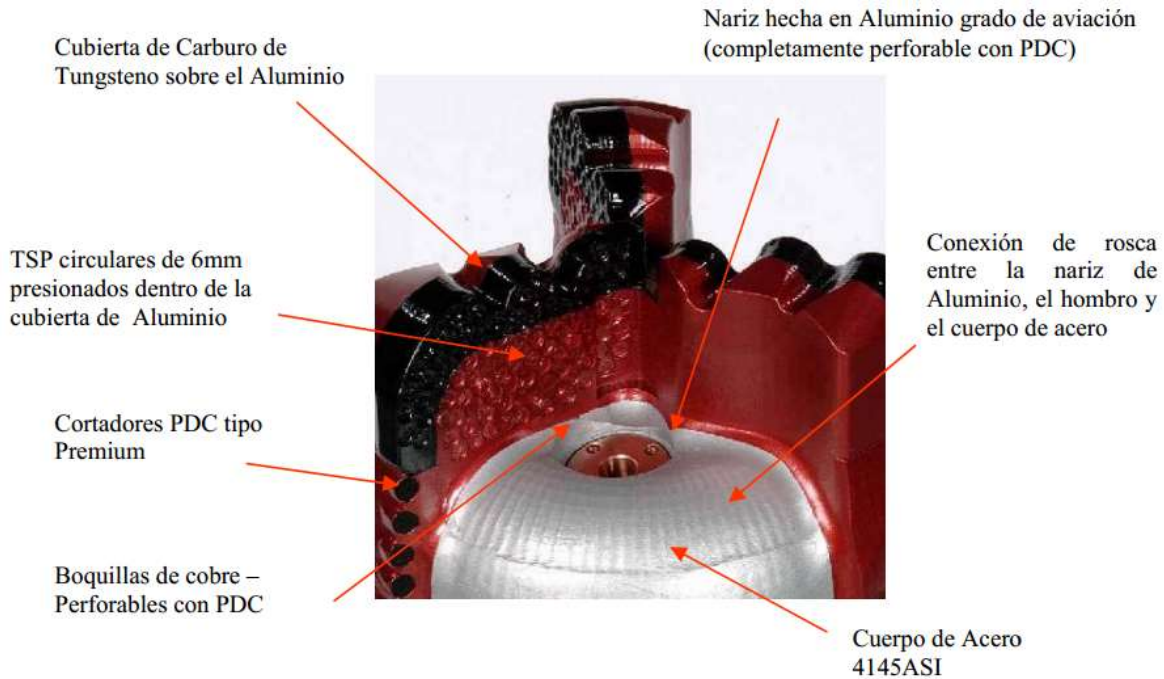 Nariz hecha en Aluminio grado de aviación
(completamente perforable con PDC)
Cubierta de Carburo de
Tungsteno sobre el Aluminio
TSP circulares de 6mm
presionados dentro de la
cubierta de Aluminio
Conexión de rosca
entre la nariz de
Aluminio, el hombro y
el cuerpo de acero
Cortadores PDC tipo
Premium
Boquillas de cobre –
Perforables con PDC
Cuerpo de Acero
4145ASI